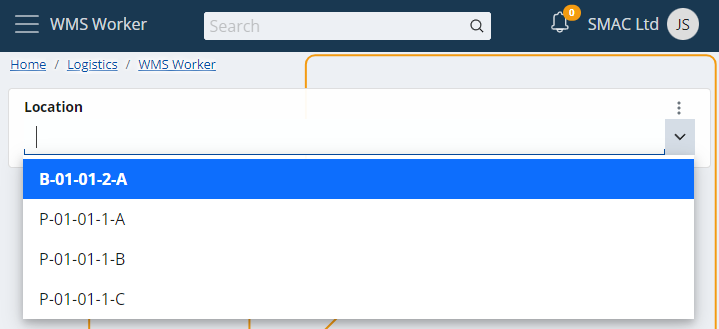 WMS Worker
Search
0
SMAC Ltd
JS
Home / Logistics / WMS Worker
Location
B-01-01-2-A
P-01-01-1-A
P-01-01-1-B
P-01-01-1-C